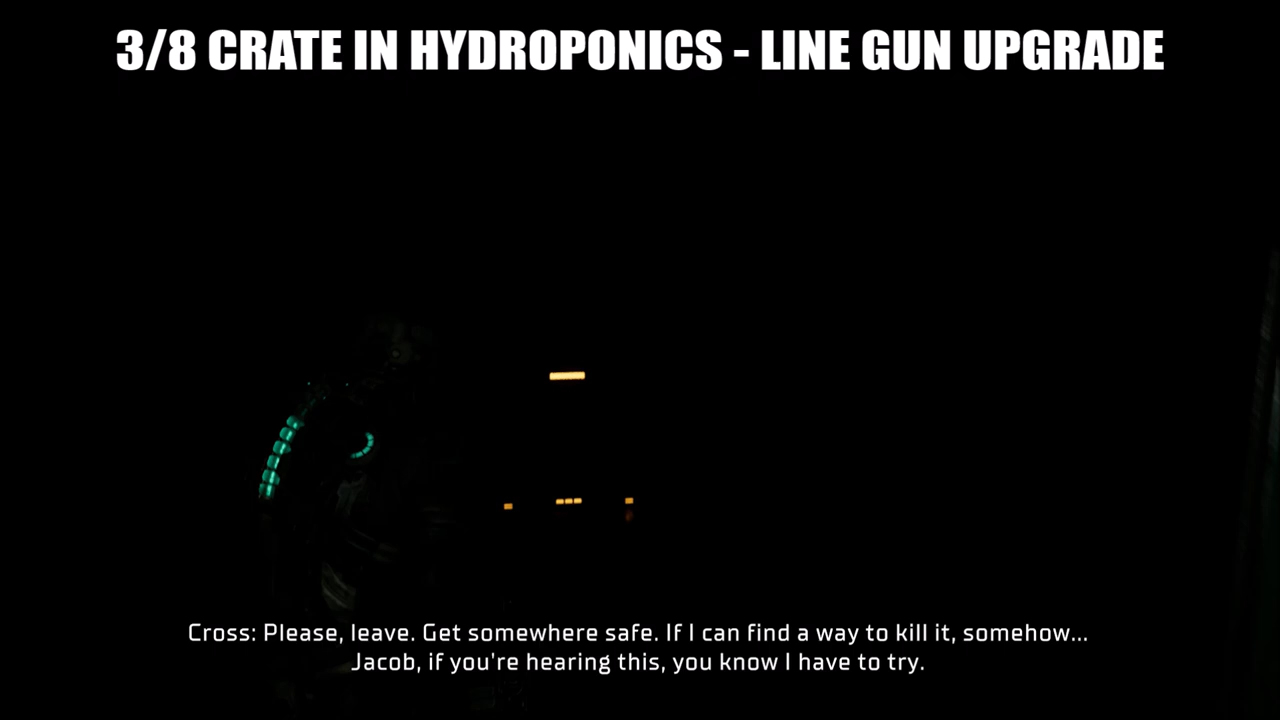 3/8 CRATE IN HYDROPONICS - LINE GUN UPGRADE
Cross: Please, leave. Get somewhere safe. If I can find a way to kill it, somehow...
Jacob, if you're hearing this, you know I have to try.